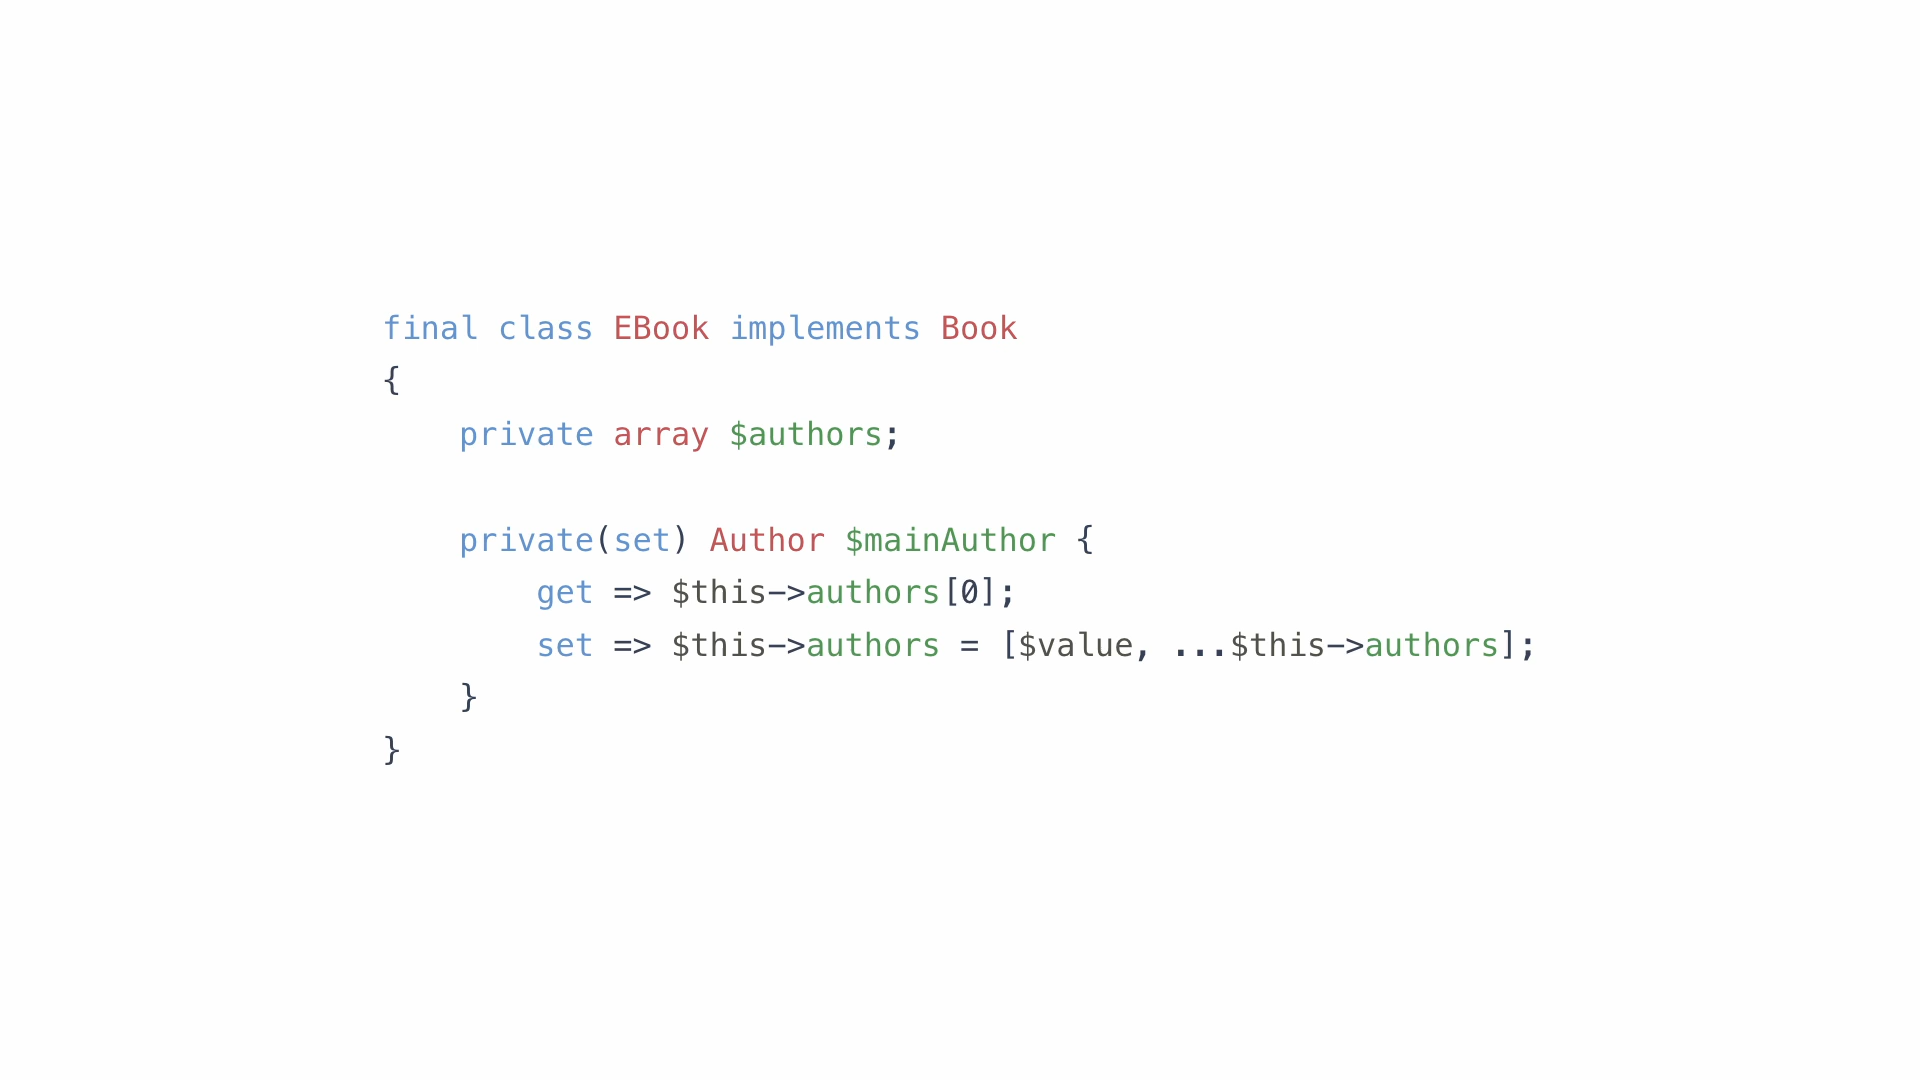 final class EBook implements Book
{
    private array $authors;

    private(set) Author $mainAuthor {
        get => $this->authors[0];
        set => $this->authors = [$value, ...$this->authors];
    }
}